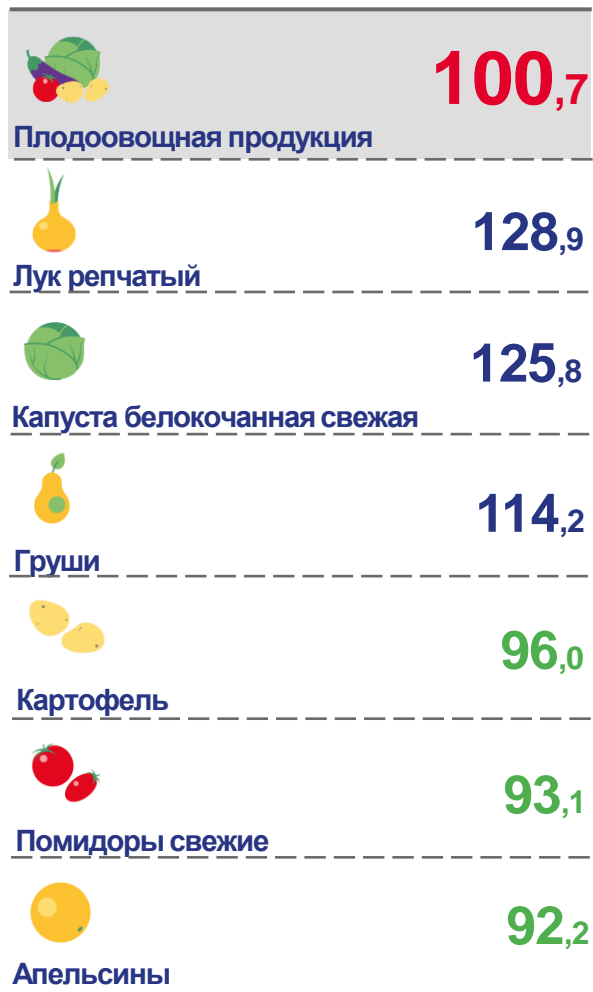 100,7
Плодоовощная продукция
128,9
Лук репчатый
125,8
Капуста белокочанная свежая
114,2
Груши
96,0
Картофель
93,1
Помидоры свежие
92,2
Апельсины